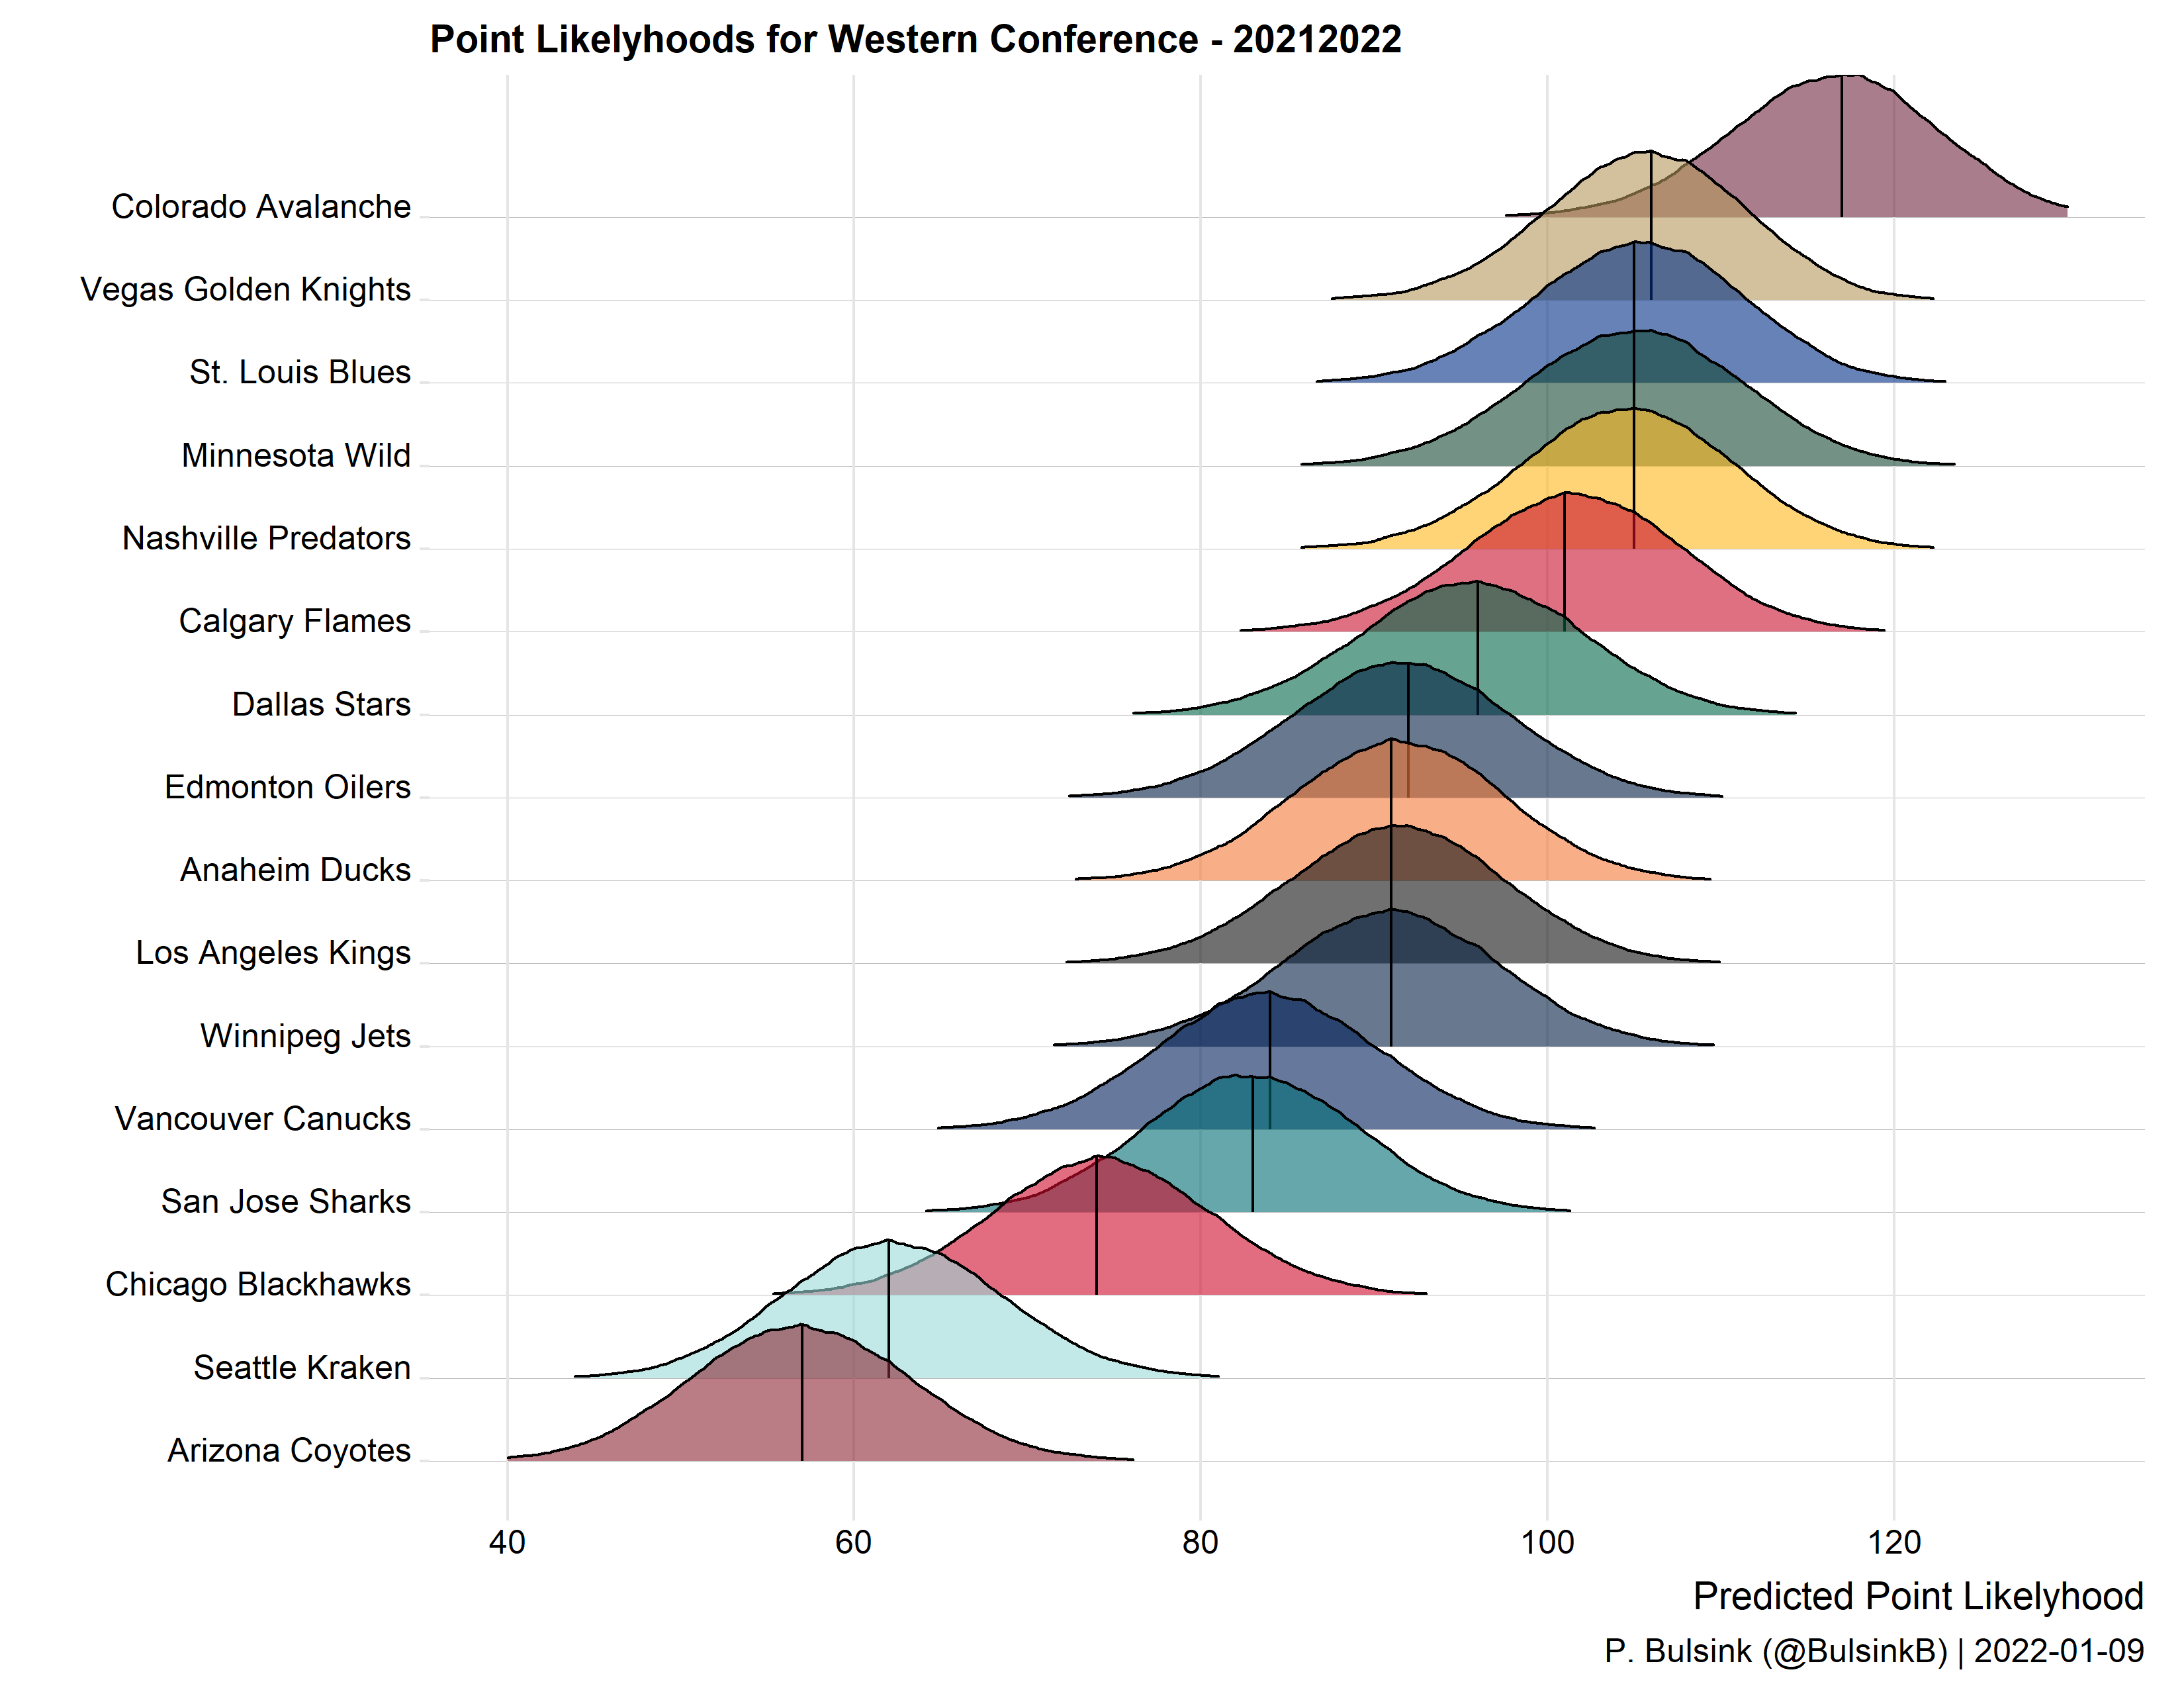 Point Likelyhoods for Western Conference - 20212022
Colorado Avalanche
Vegas Golden Knights
St. Louis Blues
Minnesota Wild
Nashville Predators
Calgary Flames
Dallas Stars
Edmonton Oilers
Anaheim Ducks
Los Angeles Kings
Winnipeg Jets
Vancouver Canucks
San Jose Sharks
Chicago Blackhawks
Seattle Kraken
Arizona Coyotes
40 60 80 100 120
Predicted Point Likelyhood
P. Bulsink (@BulsinkB) | 2022-01-09